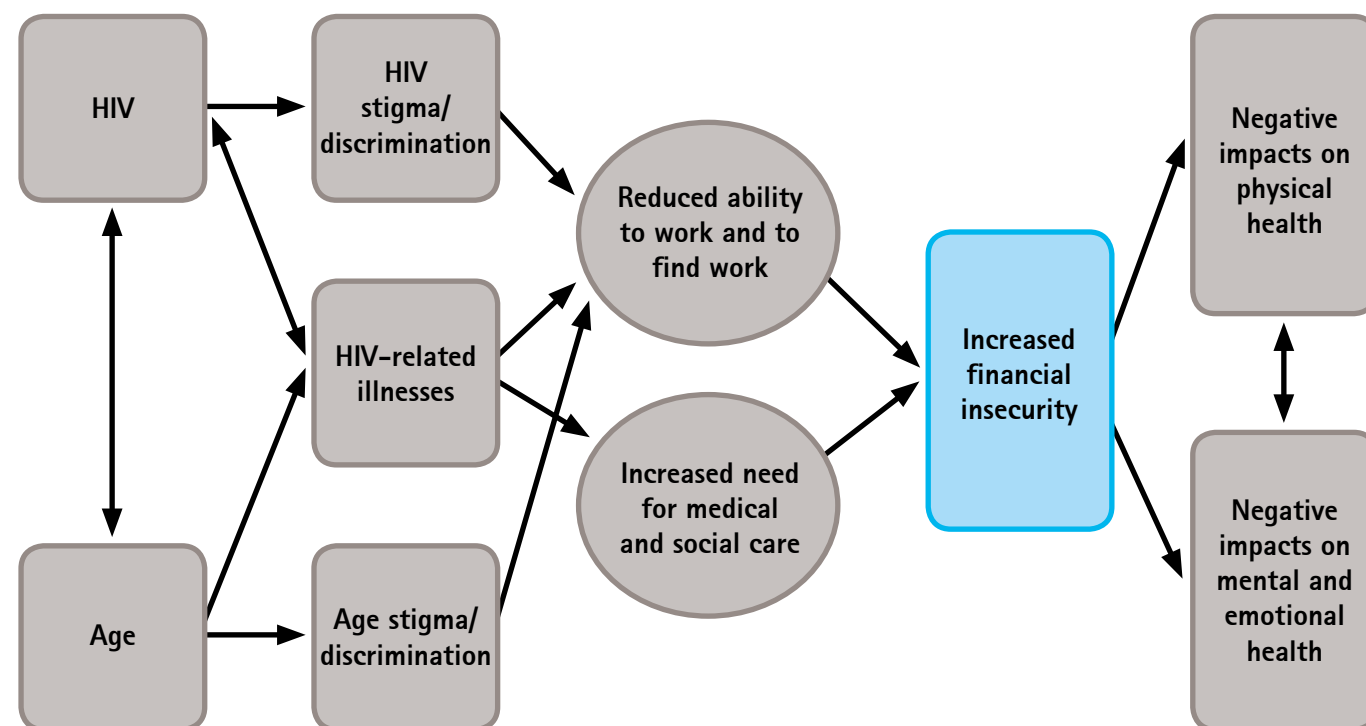 HIV
HIV
stigma/
discrimination
HIV-related
illnesses
Age
Age stigma/
discrimination
Reduced ability
to work and to
find work
Increased need
for medical
and social care
Increased
financial
insecurity
Negative
impacts on
physical
health
Negative
impacts on
mental and
emotional
health